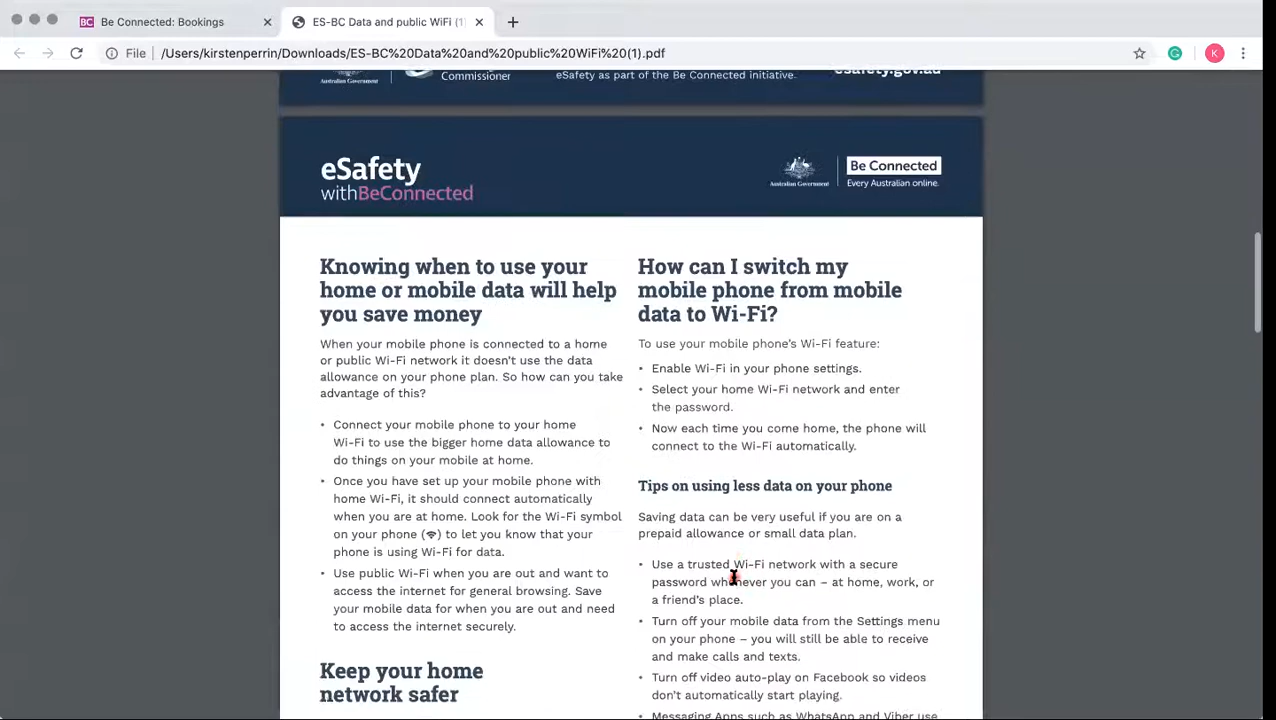 Be Connected: Bookings
ES-BC Data and public WiFi (1)
File | /Users/kirstenperrin/Downloads/ES-BC%20Data%20and%20public%20WiFi%20(1).pdf
K
Australian Government
Commissioner
eSafety as part of the Be Connected initiative.
esafety.gov.au
eSafety
withBeConnected
Australian Government
Be Connected
Every Australian online.
Knowing when to use your
home or mobile data will help
you save money
When your mobile phone is connected to a home
or public Wi-Fi network it doesn't use the data
allowance on your phone plan. So how can you take
advantage of this?
• Connect your mobile phone to your home
Wi-Fi to use the bigger home data allowance to
do things on your mobile at home.
• Once you have set up your mobile phone with
home Wi-Fi, it should connect automatically
when you are at home. Look for the Wi-Fi symbol
on your phone ( ) to let you know that your
phone is using Wi-Fi for data.
• Use public Wi-Fi when you are out and want to
access the internet for general browsing. Save
your mobile data for when you are out and need
to access the internet securely.
Keep your home
network safer
How can I switch my
mobile phone from mobile
data to Wi-Fi?
To use your mobile phone's Wi-Fi feature:
• Enable Wi-Fi in your phone settings.
• Select your home Wi-Fi network and enter
the password.
• Now each time you come home, the phone will
connect to the Wi-Fi automatically.
Tips on using less data on your phone
Saving data can be very useful if you are on a
prepaid allowance or small data plan.
• Use a trusted Wi-Fi network with a secure
password whenever you can – at home, work, or
a friend's place.
• Turn off your mobile data from the Settings menu
on your phone – you will still be able to receive
and make calls and texts.
• Turn off video auto-play on Facebook so videos
don't automatically start playing.
• Messaging Apps such as WhatsApp and Viber use